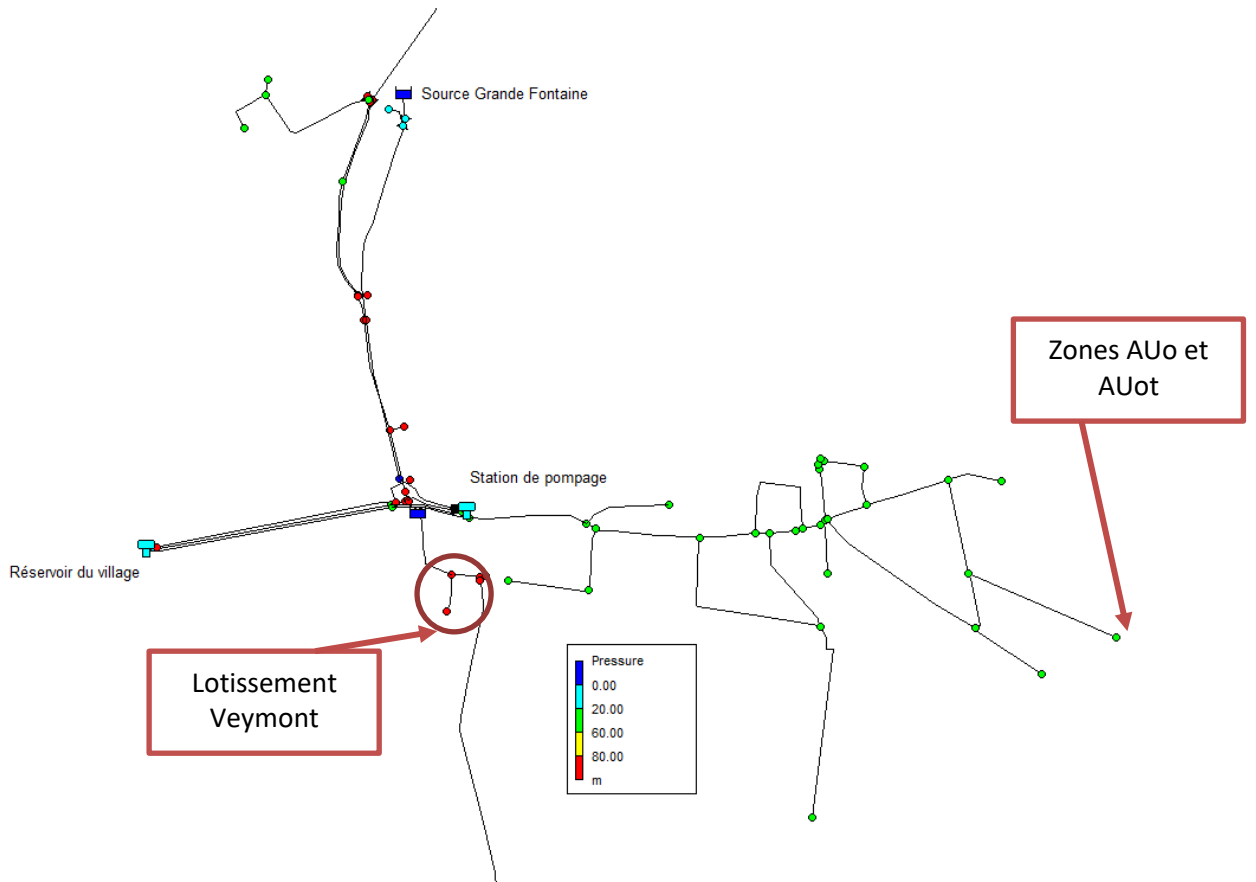 Source Grande Fontaine
Zones AUo et
AUot
Station de pompage
Réservoir du village
Lotissement
Veymont
Pressure
0.00
20.00
60.00
80.00
m